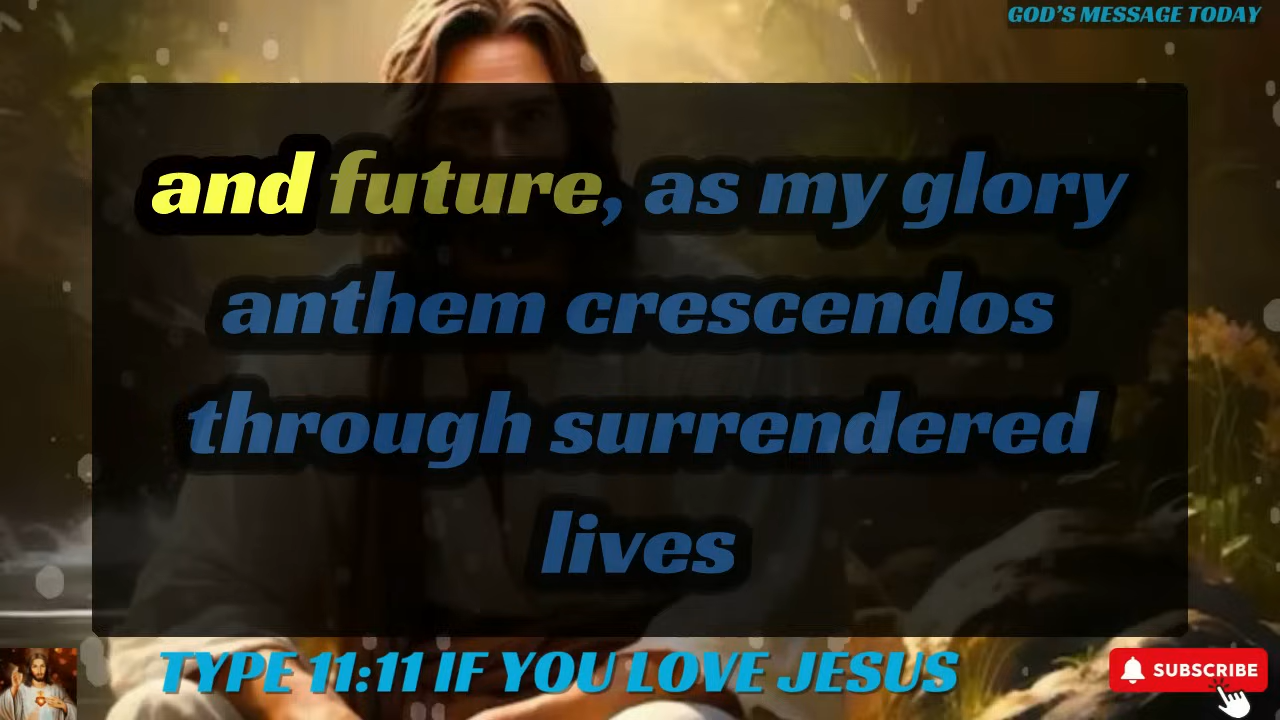 GOD'S MESSAGE TODAY
and future, as my glory
anthem crescendos
through surrendered
lives
TYPE 11:11 IF YOU LOVE JESUS
SUBSCRIBE